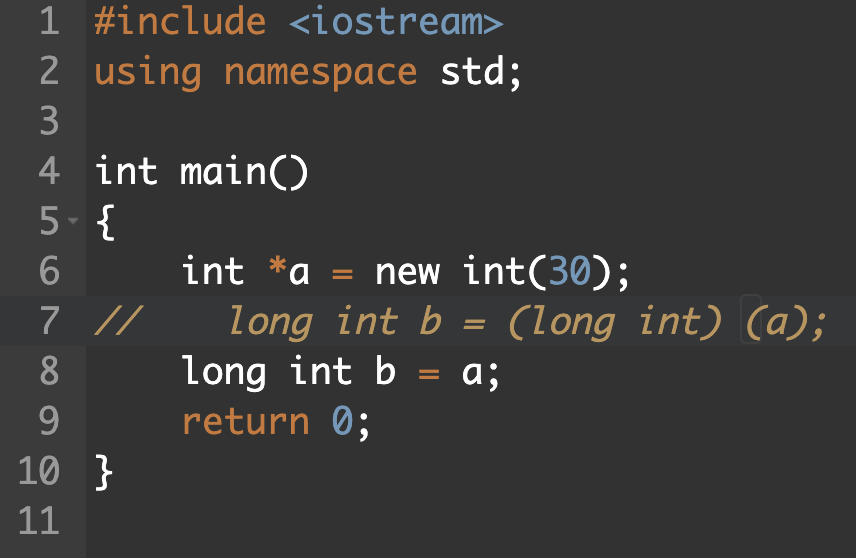 1 #include <iostream>
2 using namespace std;
3
4 int main()
5 {
6     int *a = new int(30);
7 //    long int b = (long int) (a);
8     long int b = a;
9     return 0;
10 }
11